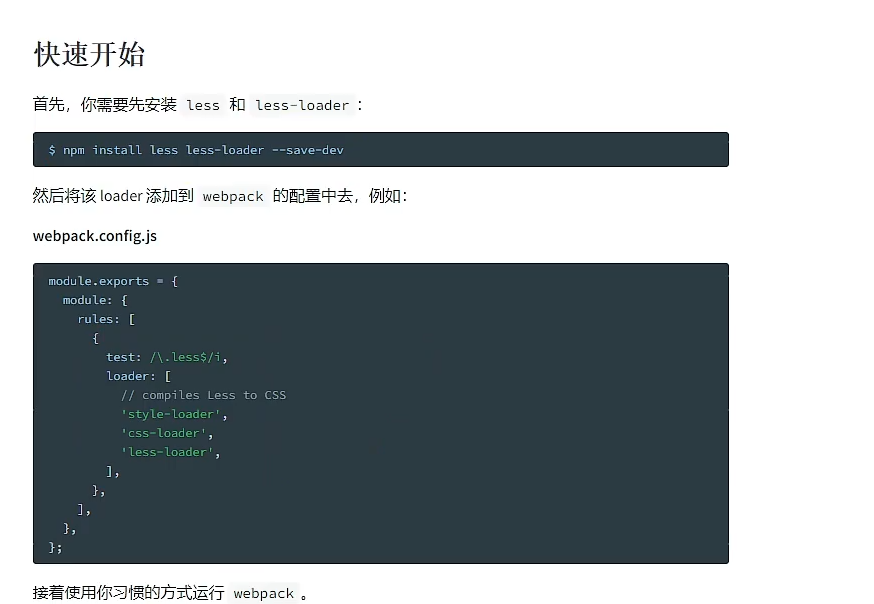 快速开始
首先，你需要先安装 less 和 less-loader：
$ npm install less less-loader --save-dev
然后将该 loader 添加到 webpack 的配置中去，例如：
webpack.config.js
module.exports = {
  module: {
    rules: [
      {
        test: /\.less$/i,
        loader: [
          // compiles Less to CSS
          'style-loader',
          'css-loader',
          'less-loader',
        ],
      },
    ],
  },
};
接着使用你习惯的方式运行 webpack。